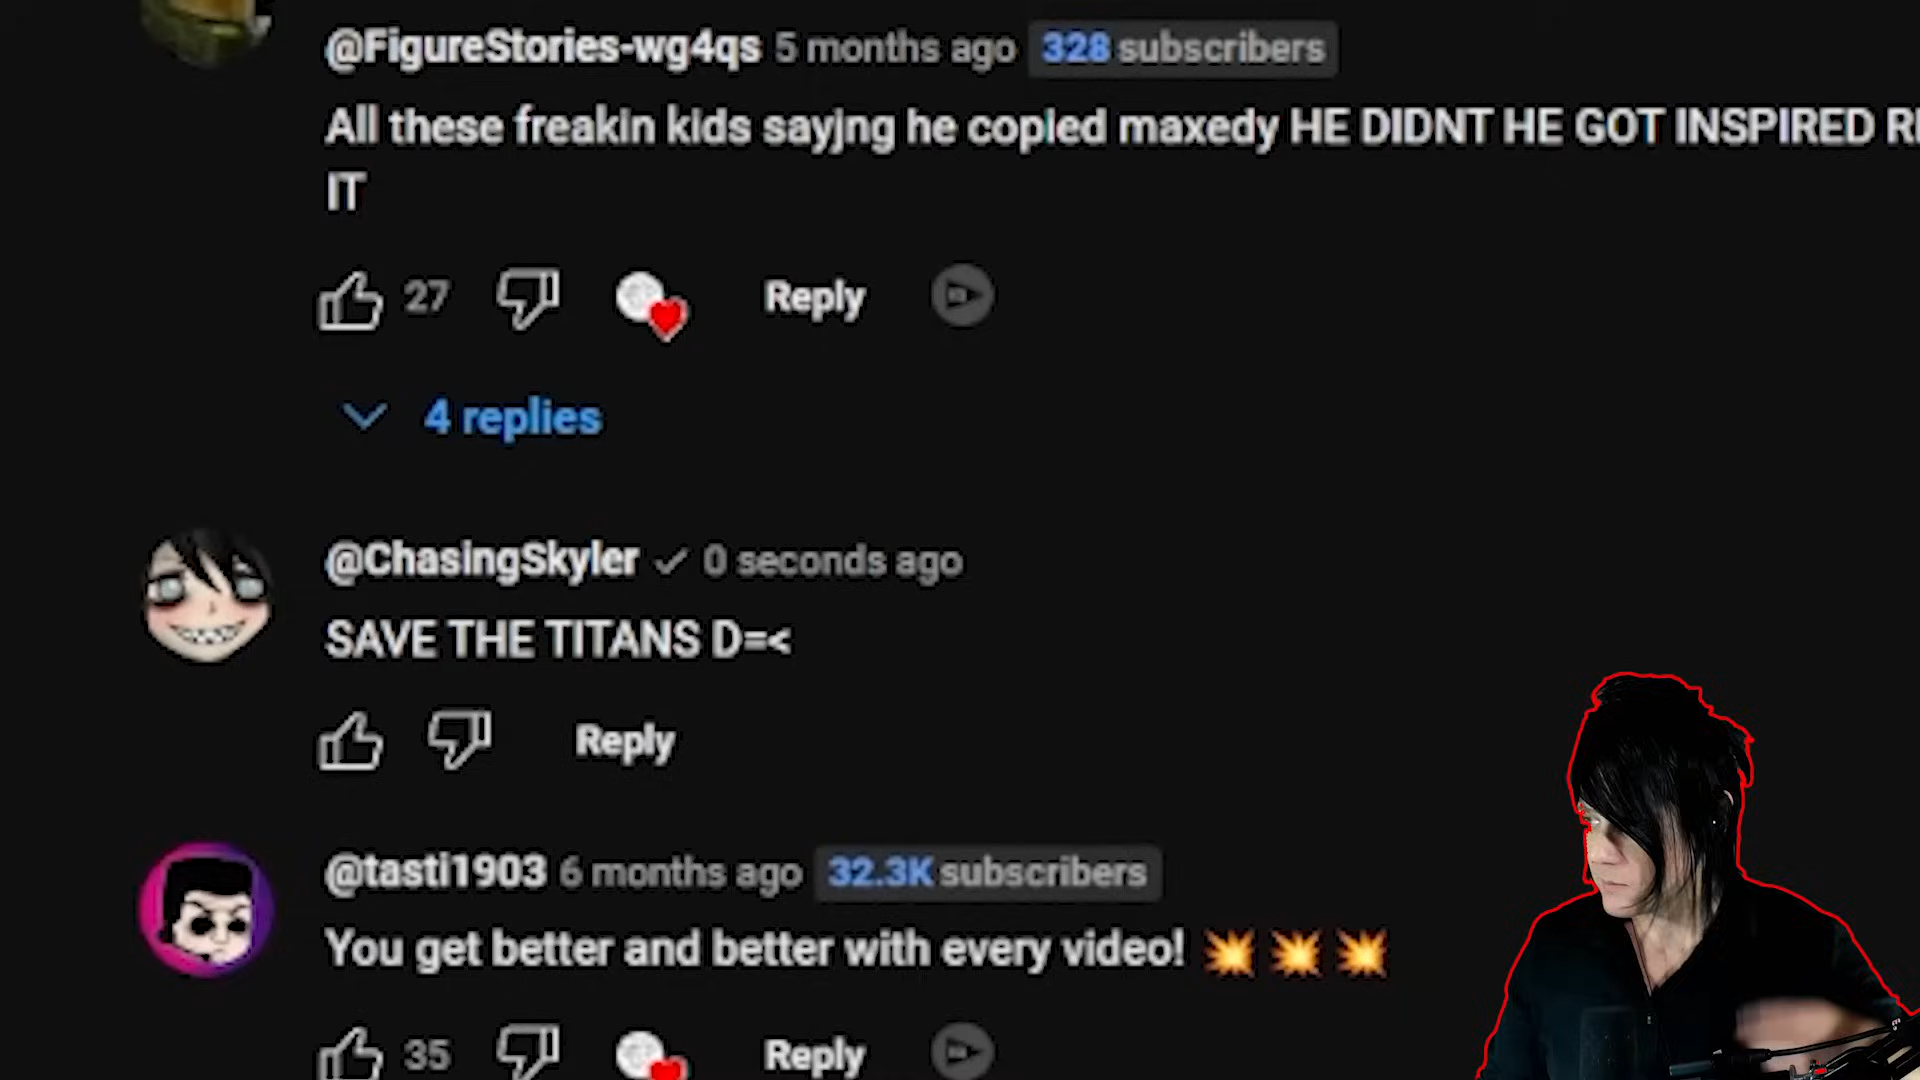 @FigureStories-wg4qs 5 months ago 328 subscribers
All these freakin kids sayjng he copied maxedy HE DIDNT HE GOT INSPIRED
IT
27 Reply
4 replies
@ChasingSkyler 0 seconds ago
SAVE THE TITANS D=<
Reply
@tasti1903 6 months ago 32.3K subscribers
You get better and better with every video! 💥💥💥
35 Reply